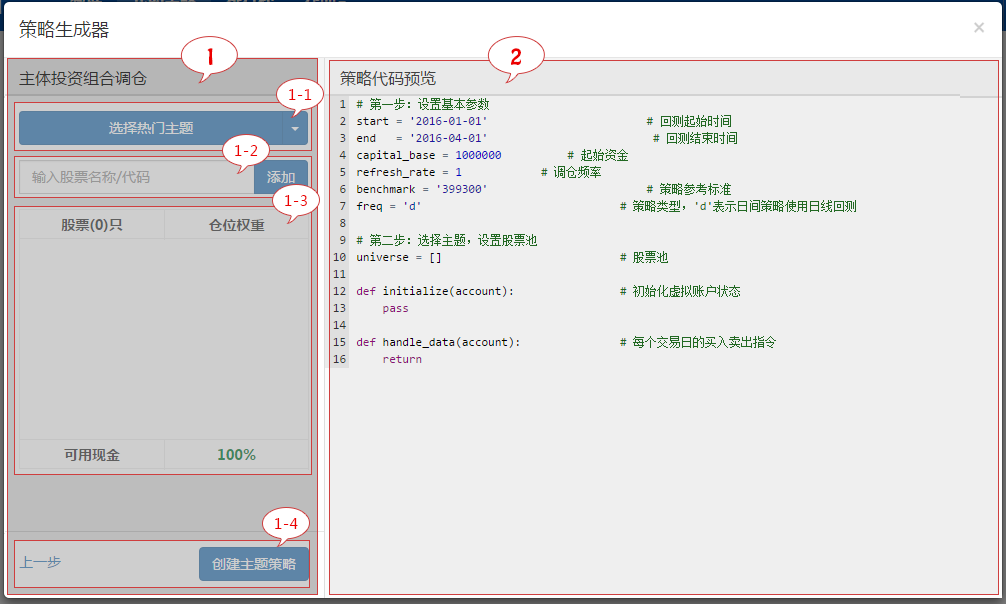 策略生成器
×
1
2
主体投资组合调仓
1-1
选择热门主题
1-2
输入股票名称/代码
添加
1-3
股票(0)只 仓位权重
可用现金 100%
1-4
上一步
创建主题策略
策略代码预览
1 # 第一步：设置基本参数
2 start = '2016-01-01' # 回测起始时间
3 end = '2016-04-01' # 回测结束时间
4 capital_base = 1000000 # 起始资金
5 refresh_rate = 1 # 调仓频率
6 benchmark = '399300' # 策略参考标准
7 freq = 'd' # 策略类型，'d'表示日间策略使用日线回测
8
9 # 第二步：选择主题，设置股票池
10 universe = [] # 股票池
11
12 def initialize(account): # 初始化虚拟账户状态
13 pass
14
15 def handle_data(account): # 每个交易日的买入卖出指令
16 return